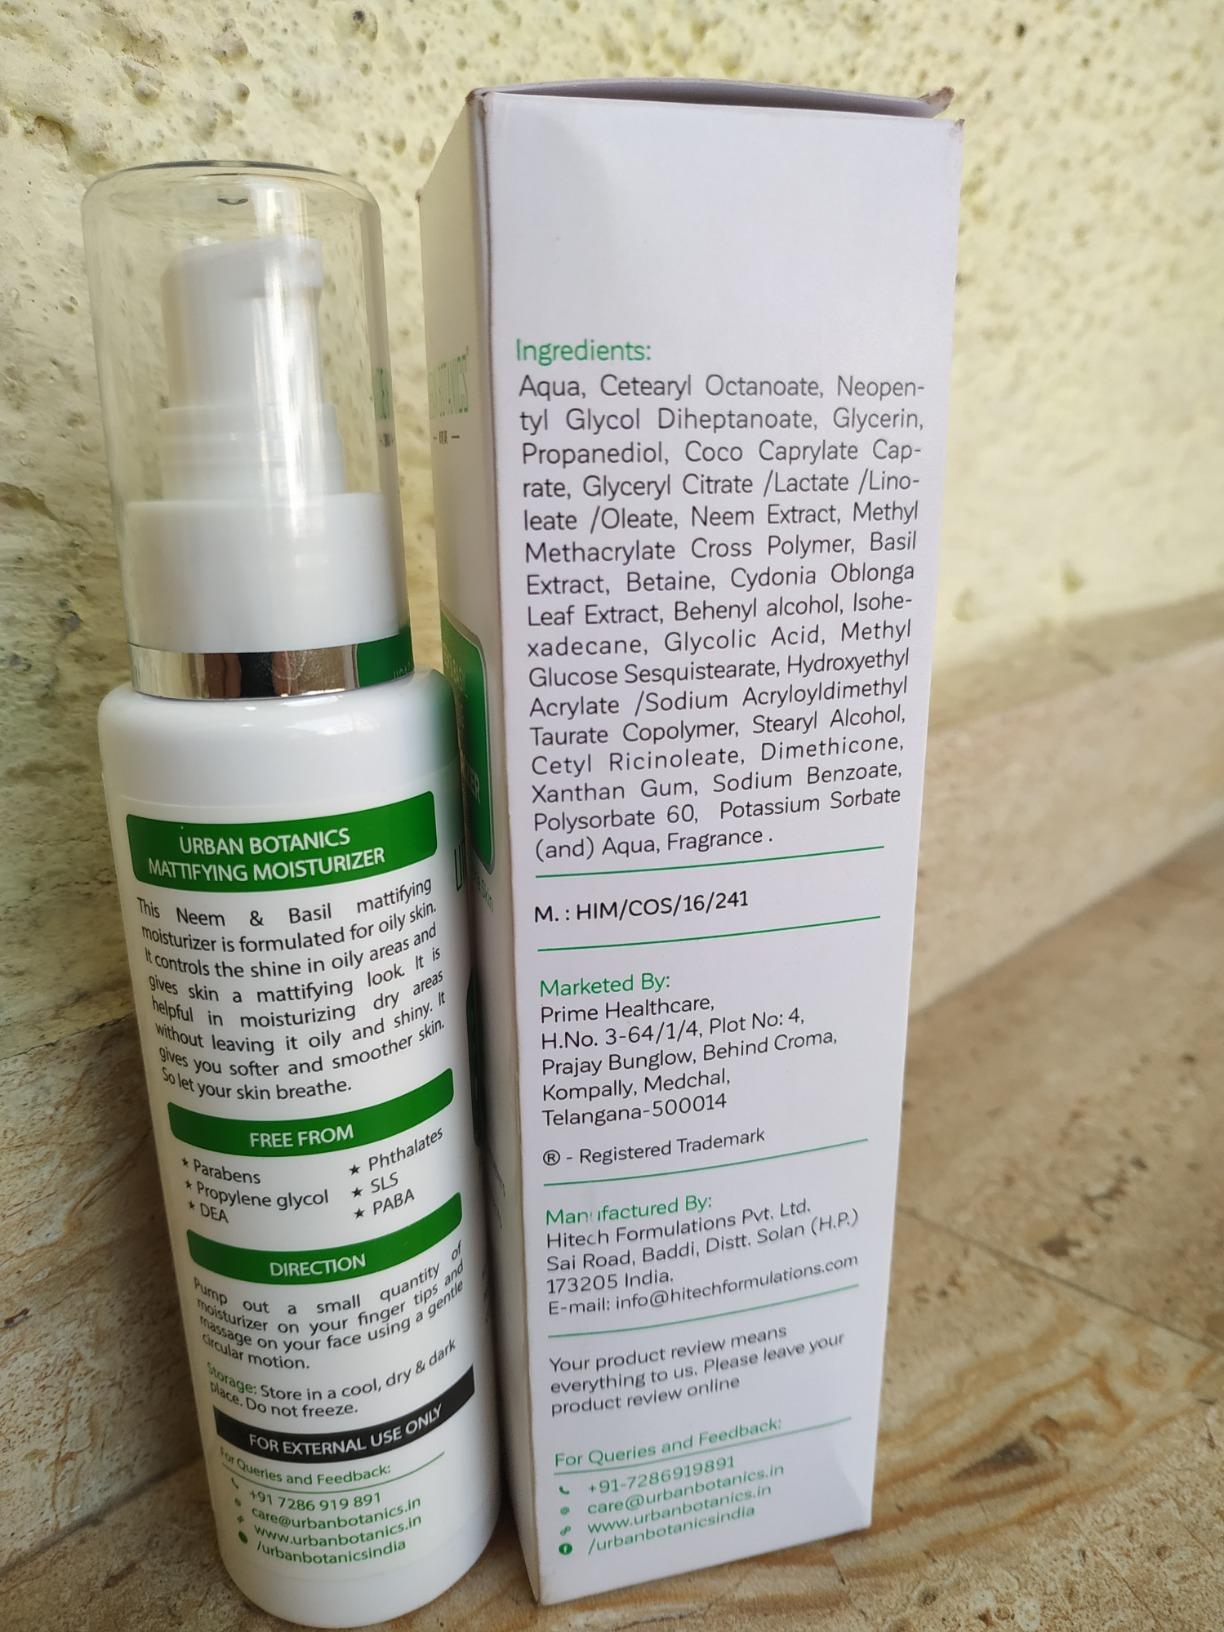 URBAN BOTANICS
MATTIFYING MOISTURIZER
This Neem & Basil mattifying
moisturizer is formulated for oily skin.
It controls the shine in oily areas and
gives skin a mattifying look. It is
helpful in moisturizing dry areas
without leaving it oily and shiny. It
gives you softer and smoother skin.
So let your skin breathe.
FREE FROM
★ Parabens
★ Propylene glycol
★ DEA
★ Phthalates
★ SLS
★ PABA
DIRECTION
Pump out a small quantity of
moisturizer on your finger tips and
massage on your face using a gentle
circular motion.
Storage: Store in a cool, dry & dark
place. Do not freeze.
FOR EXTERNAL USE ONLY
For Queries and Feedback:
+91 7286 919 891
care@urbanbotanics.in
www.urbanbotanics.in
/urbanbotanicsindia
Ingredients:
Aqua, Cetearyl Octanoate, Neopen-
tyl Glycol Diheptanoate, Glycerin,
Propanediol, Coco Caprylate Cap-
rate, Glyceryl Citrate /Lactate /Lino-
leate /Oleate, Neem Extract, Methyl
Methacrylate Cross Polymer, Basil
Extract, Betaine, Cydonia Oblonga
Leaf Extract, Behenyl alcohol, Isohe-
xadecane, Glycolic Acid, Methyl
Glucose Sesquistearate, Hydroxyethyl
Acrylate /Sodium Acryloyldimethyl
Taurate Copolymer, Stearyl Alcohol,
Cetyl Ricinoleate, Dimethicone,
Xanthan Gum, Sodium Benzoate,
Polysorbate 60, Potassium Sorbate
(and) Aqua, Fragrance .
M. : HIM/COS/16/241
Marketed By:
Prime Healthcare,
H.No. 3-64/1/4, Plot No: 4,
Prajay Bunglow, Behind Croma,
Kompally, Medchal,
Telangana-500014
® - Registered Trademark
Manufactured By:
Hitech Formulations Pvt. Ltd.
Sai Road, Baddi, Distt. Solan (H.P.)
173205 India.
E-mail: info@hitechformulations.com
Your product review means
everything to us. Please leave your
product review online
For Queries and Feedback:
+91-7286919891
care@urbanbotanics.in
www.urbanbotanics.in
/urbanbotanicsindia